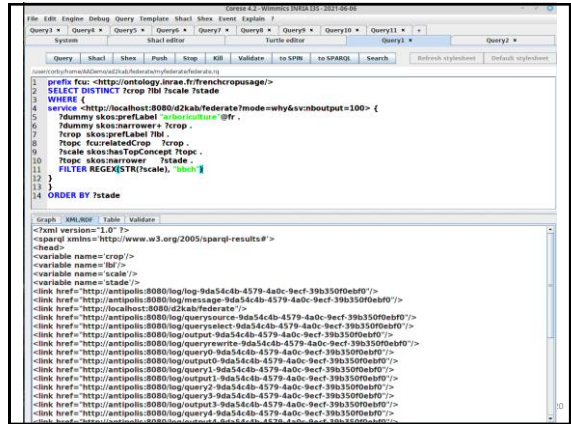 Corese 4.2 - Wimmics INRIA I3S - 2021-06-06
File Edit Engine Debug Query Template Shacl Shex Event Explain ?
Query3 × Query4 × Query5 × Query6 × Query7 × Query8 × Query9 × Query10 × Query11 × +
System Shacl editor Turtle editor Query1 × Query2 ×
Query Shacl Shex Push Stop Kill Validate to SPIN to SPARQL Search Refresh stylesheet Default stylesheet
/user/corby/home/AADemo/ad2kab/federate/myfederate/federate.rq
1 prefix fcu: <http://ontology.inrae.fr/frenchcropusage/>
2 SELECT DISTINCT ?crop ?lbl ?scale ?stade
3 WHERE {
4 service <http://localhost:8080/d2kab/federate?mode=why&sv:nboutput=100> {
5 ?dummy skos:prefLabel "arboriculture"@fr .
6 ?dummy skos:narrower+ ?crop .
7 ?crop skos:prefLabel ?lbl .
8 ?topc fcu:relatedCrop ?crop .
9 ?scale skos:hasTopConcept ?topc .
10 ?topc skos:narrower ?stade .
11 FILTER REGEX(STR(?scale), "bbch")
12 }
13 }
14 ORDER BY ?stade
Graph XML/RDF Table Validate
<?xml version="1.0" ?>
<sparql xmlns='http://www.w3.org/2005/sparql-results#'>
<head>
<variable name='crop'/>
<variable name='lbl'/>
<variable name='scale'/>
<variable name='stade'/>
<link href="http://antipolis:8080/log/log-9da54c4b-4579-4a0c-9ecf-39b350f0ebf0"/>
<link href="http://antipolis:8080/log/message-9da54c4b-4579-4a0c-9ecf-39b350f0ebf0"/>
<link href="http://localhost:8080/d2kab/federate"/>
<link href="http://antipolis:8080/log/querysource-9da54c4b-4579-4a0c-9ecf-39b350f0ebf0"/>
<link href="http://antipolis:8080/log/queryselect-9da54c4b-4579-4a0c-9ecf-39b350f0ebf0"/>
<link href="http://antipolis:8080/log/output-9da54c4b-4579-4a0c-9ecf-39b350f0ebf0"/>
<link href="http://antipolis:8080/log/queryrewrite-9da54c4b-4579-4a0c-9ecf-39b350f0ebf0"/>
<link href="http://antipolis:8080/log/query0-9da54c4b-4579-4a0c-9ecf-39b350f0ebf0"/>
<link href="http://antipolis:8080/log/output0-9da54c4b-4579-4a0c-9ecf-39b350f0ebf0"/>
<link href="http://antipolis:8080/log/query1-9da54c4b-4579-4a0c-9ecf-39b350f0ebf0"/>
<link href="http://antipolis:8080/log/output1-9da54c4b-4579-4a0c-9ecf-39b350f0ebf0"/>
<link href="http://antipolis:8080/log/query2-9da54c4b-4579-4a0c-9ecf-39b350f0ebf0"/>
<link href="http://antipolis:8080/log/query3-9da54c4b-4579-4a0c-9ecf-39b350f0ebf0"/>
<link href="http://antipolis:8080/log/output3-9da54c4b-4579-4a0c-9ecf-39b350f0ebf0"/>
<link href="http://antipolis:8080/log/query4-9da54c4b-4579-4a0c-9ecf-39b350f0ebf0"/>
<link href="http://antipolis:8080/log/output4-9da54c4b-4579-4a0c-9ecf-39b350f0ebf0"/>